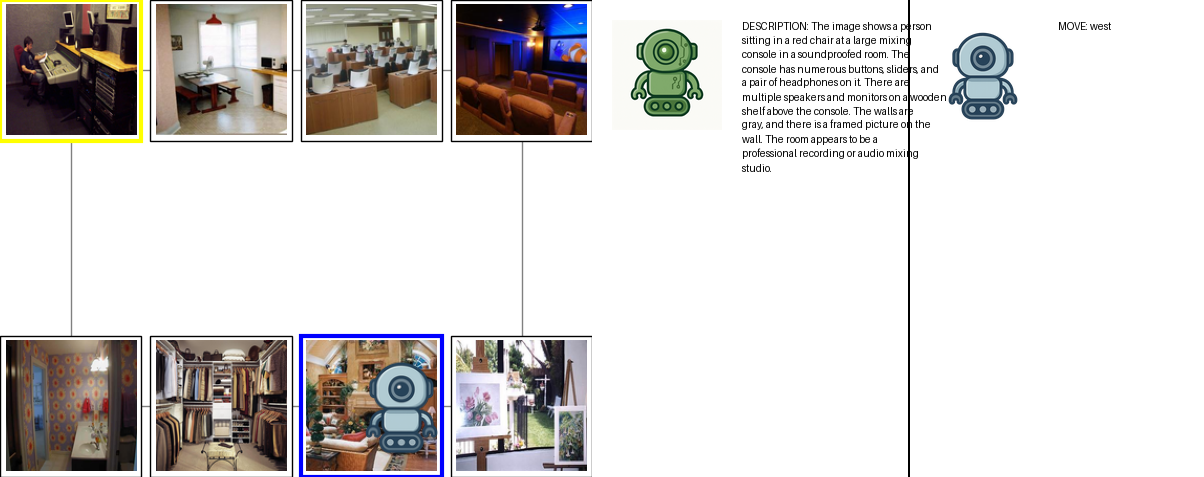 DESCRIPTION: The image shows a person
sitting in a red chair at a large mixing
console in a soundproofed room. The
console has numerous buttons, sliders, and
a pair of headphones on it. There are
multiple speakers and monitors on a wooden
shelf above the console. The walls are
gray, and there is a framed picture on the
wall. The room appears to be a
professional recording or audio mixing
studio.
MOVE: west